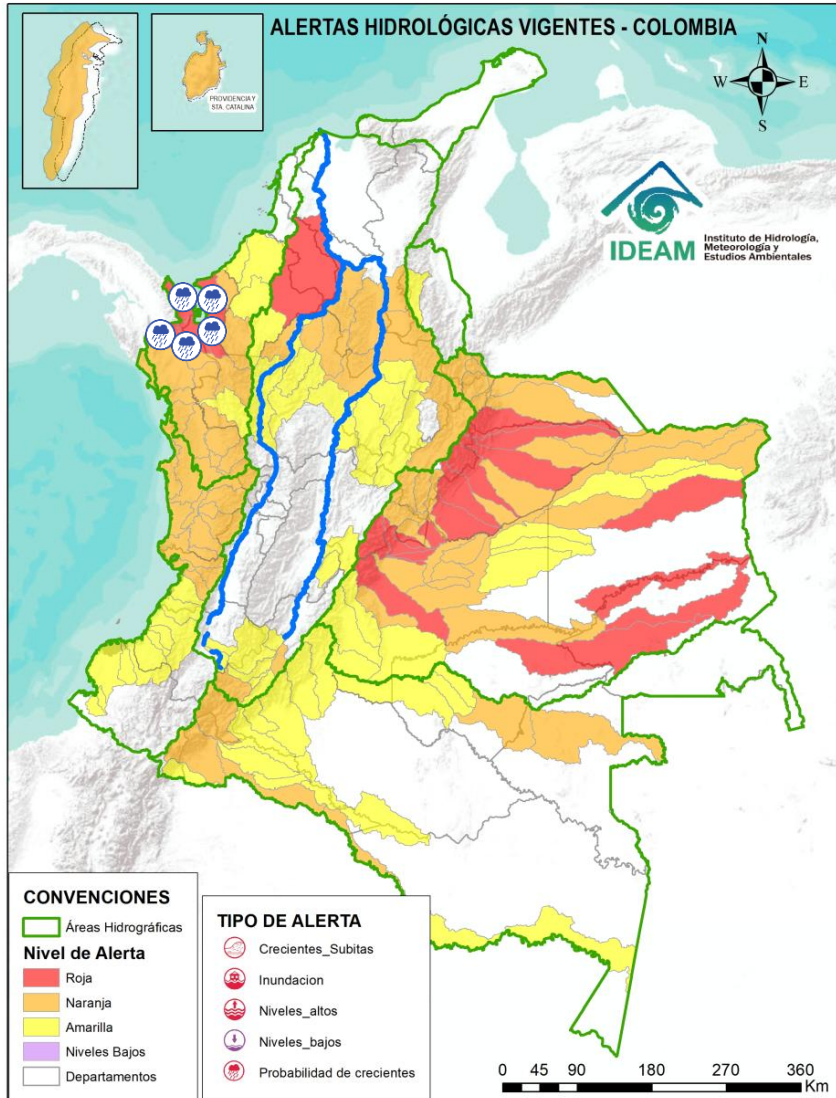 ALERTAS HIDROLÓGICAS VIGENTES - COLOMBIA
N
W
E
S
PROVIDENCIA Y
STA. CATALINA
IDEAM
Instituto de Hidrología,
Meteorología y
Estudios Ambientales
CONVENCIONES
Áreas Hidrográficas
Nivel de Alerta
Roja
Naranja
Amarilla
Niveles Bajos
Departamentos
TIPO DE ALERTA
Crecientes_Subitas
Inundacion
Niveles_altos
Niveles_bajos
Probabilidad de crecientes
0 45 90 180 270 360
Km